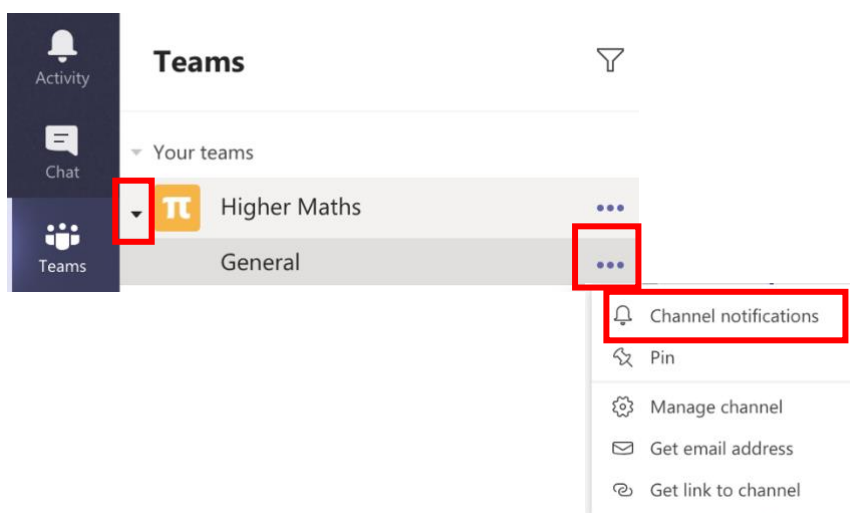 Activity
Teams
Your teams
Chat
Higher Maths
Teams
General
Channel notifications
Pin
Manage channel
Get email address
Get link to channel